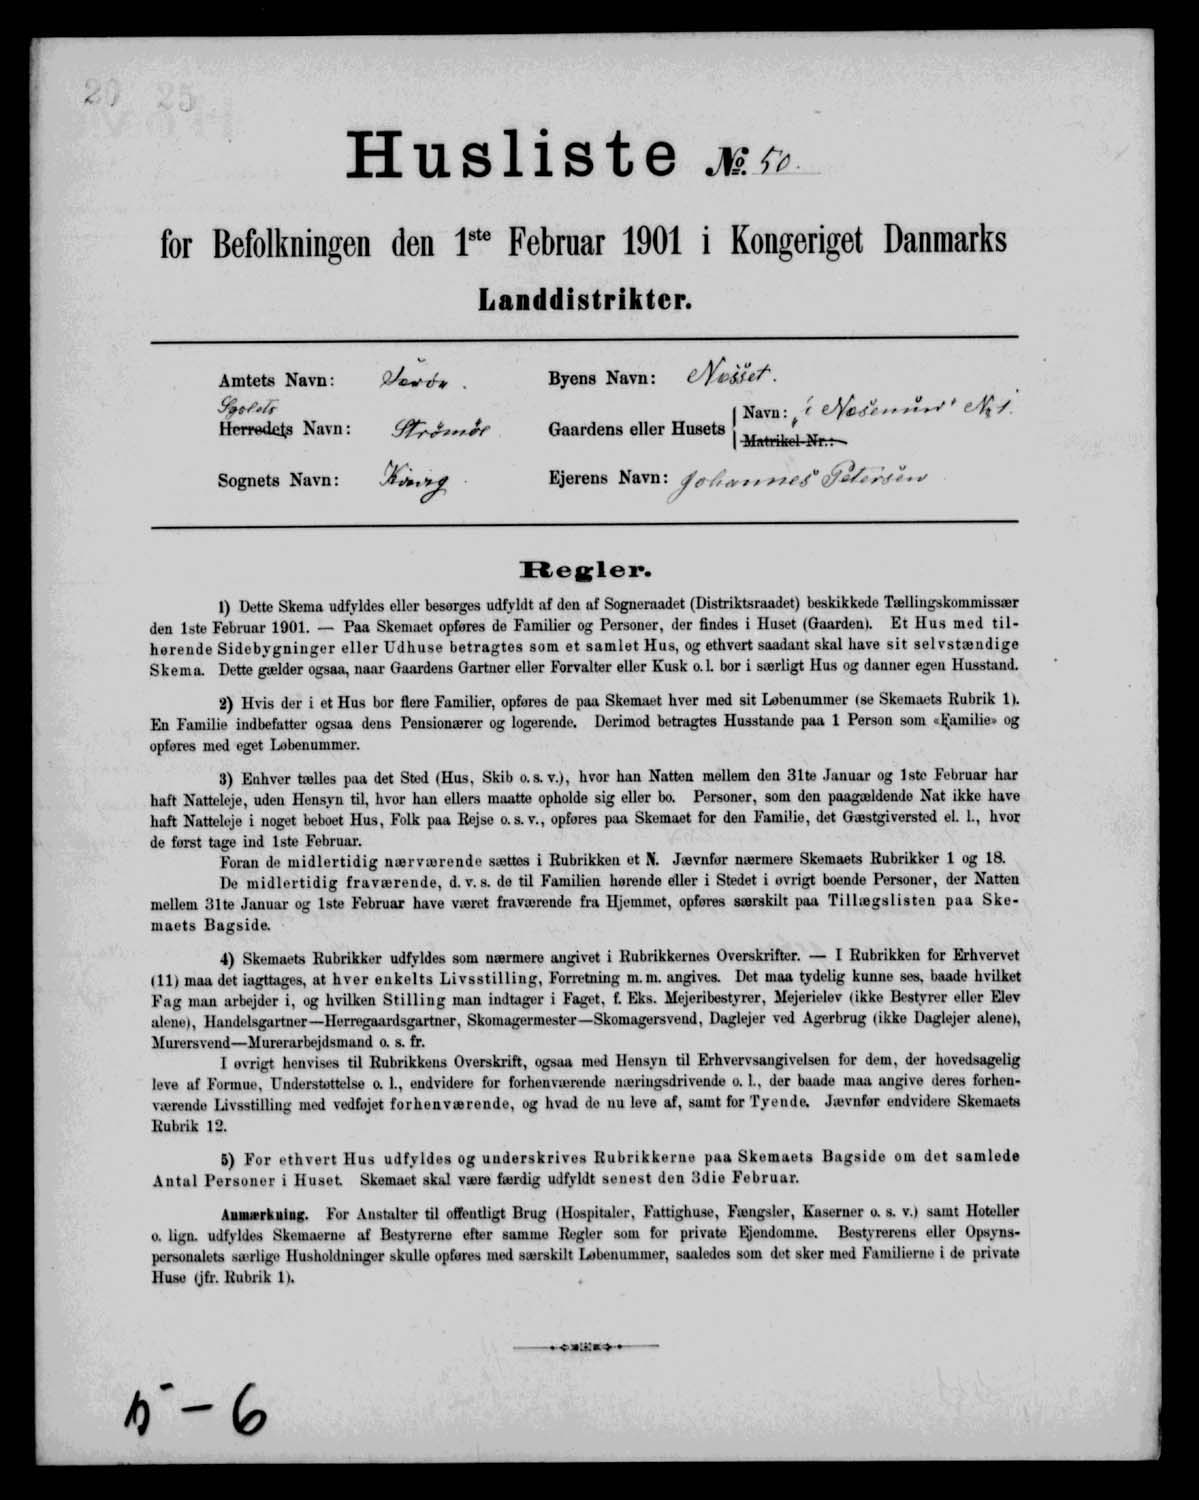 20 25
Husliste No. 50.
for Befolkningen den 1ste Februar 1901 i Kongeriget Danmarks
Landdistrikter.
Amtets Navn: Færöe.
Byens Navn: Næsset.
Sysslets
Herredets Navn: Strømöe
Gaardens eller Husets
Navn: „i Næsenum“ No 1.
Matrikel-Nr.:
Sognets Navn: Kvivig
Ejerens Navn: Johannes Petersen
Regler.
1) Dette Skema udfyldes eller besørges udfyldt af den af Sogneraadet (Distriktsraadet) beskikkede Tællingskommissær
den 1ste Februar 1901. — Paa Skemaet opføres de Familier og Personer, der findes i Huset (Gaarden). Et Hus med til-
hørende Sidebygninger eller Udhuse betragtes som et samlet Hus, og ethvert saadant skal have sit selvstændige
Skema. Dette gælder ogsaa, naar Gaardens Gartner eller Forvalter eller Kusk o. l. bor i særligt Hus og danner egen Husstand.
2) Hvis der i et Hus bor flere Familier, opføres de paa Skemaet hver med sit Løbenummer (se Skemaets Rubrik 1).
En Familie indbefatter ogsaa dens Pensionærer og logerende. Derimod betragtes Husstande paa 1 Person som «Familie» og
opføres med eget Løbenummer.
3) Enhver tælles paa det Sted (Hus, Skib o. s. v.), hvor han Natten mellem den 31te Januar og 1ste Februar har
haft Natteleje, uden Hensyn til, hvor han ellers maatte opholde sig eller bo. Personer, som den paagældende Nat ikke have
haft Natteleje i noget beboet Hus, Folk paa Rejse o. s. v., opføres paa Skemaet for den Familie, det Gæstgiversted el. l., hvor
de først tage ind 1ste Februar.
Foran de midlertidig nærværende sættes i Rubrikken et N. Jævnfør nærmere Skemaets Rubrikker 1 og 18.
De midlertidig fraværende, d. v. s. de til Familien hørende eller i Stedet i øvrigt boende Personer, der Natten
mellem 31te Januar og 1ste Februar have været fraværende fra Hjemmet, opføres særskilt paa Tillægslisten paa Ske-
maets Bagside.
4) Skemaets Rubrikker udfyldes som nærmere angivet i Rubrikkernes Overskrifter. — I Rubrikken for Erhvervet
(11) maa det iagttages, at hver enkelts Livsstilling, Forretning m. m. angives. Det maa tydelig kunne ses, baade hvilket
Fag man arbejder i, og hvilken Stilling man indtager i Faget, f. Eks. Mejeribestyrer, Mejerielev (ikke Bestyrer eller Elev
alene), Handelsgartner—Herregaardsgartner, Skomagermester—Skomagersvend, Daglejer ved Agerbrug (ikke Daglejer alene),
Murersvend—Murerarbejdsmand o. s. fr.
I øvrigt henvises til Rubrikkens Overskrift, ogsaa med Hensyn til Erhvervsangivelsen for dem, der hovedsagelig
leve af Formue, Understøttelse o. l., endvidere for forhenværende næringsdrivende o. l., der baade maa angive deres forhen-
værende Livsstilling med vedføjet forhenværende, og hvad de nu leve af, samt for Tyende. Jævnfør endvidere Skemaets
Rubrik 12.
5) For ethvert Hus udfyldes og underskrives Rubrikkerne paa Skemaets Bagside om det samlede
Antal Personer i Huset. Skemaet skal være færdig udfyldt senest den 3die Februar.
Anmærkning. For Anstalter til offentligt Brug (Hospitaler, Fattighuse, Fængsler, Kaserner o. s. v.) samt Hoteller
o. lign. udfyldes Skemaerne af Bestyrerne efter samme Regler som for private Ejendomme. Bestyrerens eller Opsyns-
personalets særlige Husholdninger skulle opføres med særskilt Løbenummer, saaledes som det sker med Familierne i de private
Huse (jfr. Rubrik 1).
5-6